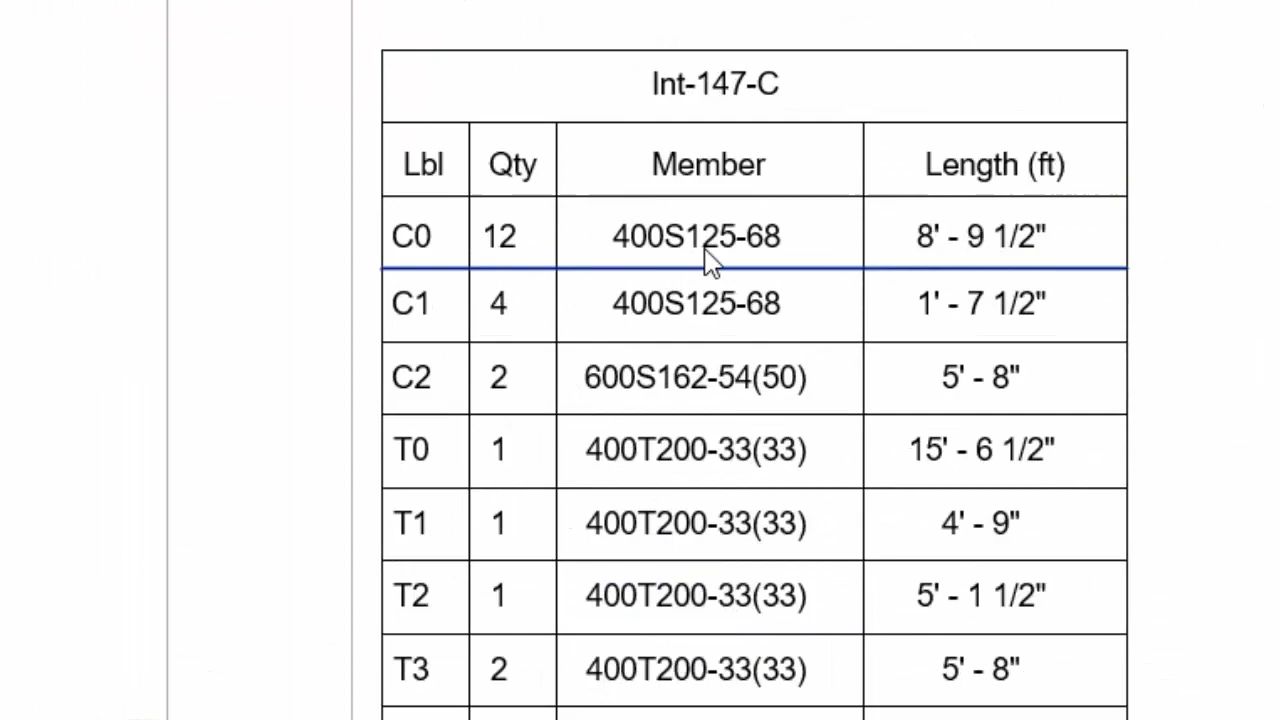 Int-147-C
Lbl Qty Member Length (ft)
C0 12 400S125-68 8' - 9 1/2"
C1 4 400S125-68 1' - 7 1/2"
C2 2 600S162-54(50) 5' - 8"
T0 1 400T200-33(33) 15' - 6 1/2"
T1 1 400T200-33(33) 4' - 9"
T2 1 400T200-33(33) 5' - 1 1/2"
T3 2 400T200-33(33) 5' - 8"